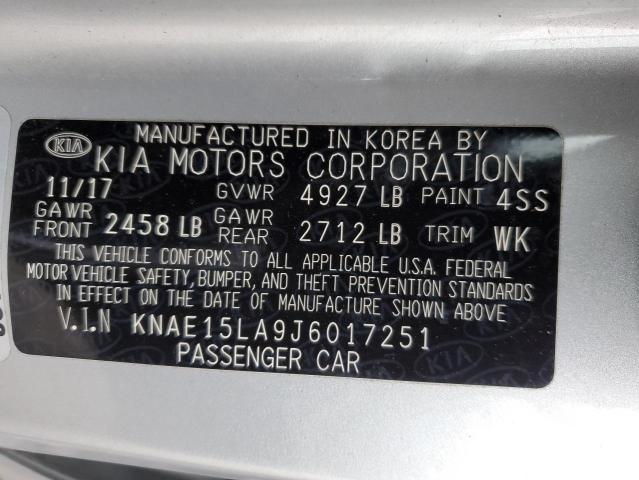 MANUFACTURED IN KOREA BY
KIA KIA MOTORS CORPORATION
11/17 GVWR 4927 LB PAINT 4SS
GAWR FRONT 2458 LB GAWR REAR 2712 LB TRIM WK
THIS VEHICLE CONFORMS TO ALL APPLICABLE U.S.A. FEDERAL
MOTOR VEHICLE SAFETY, BUMPER, AND THEFT PREVENTION STANDARDS
IN EFFECT ON THE DATE OF MANUFACTURE SHOWN ABOVE
V.I.N KNAE15LA9J6017251
PASSENGER CAR